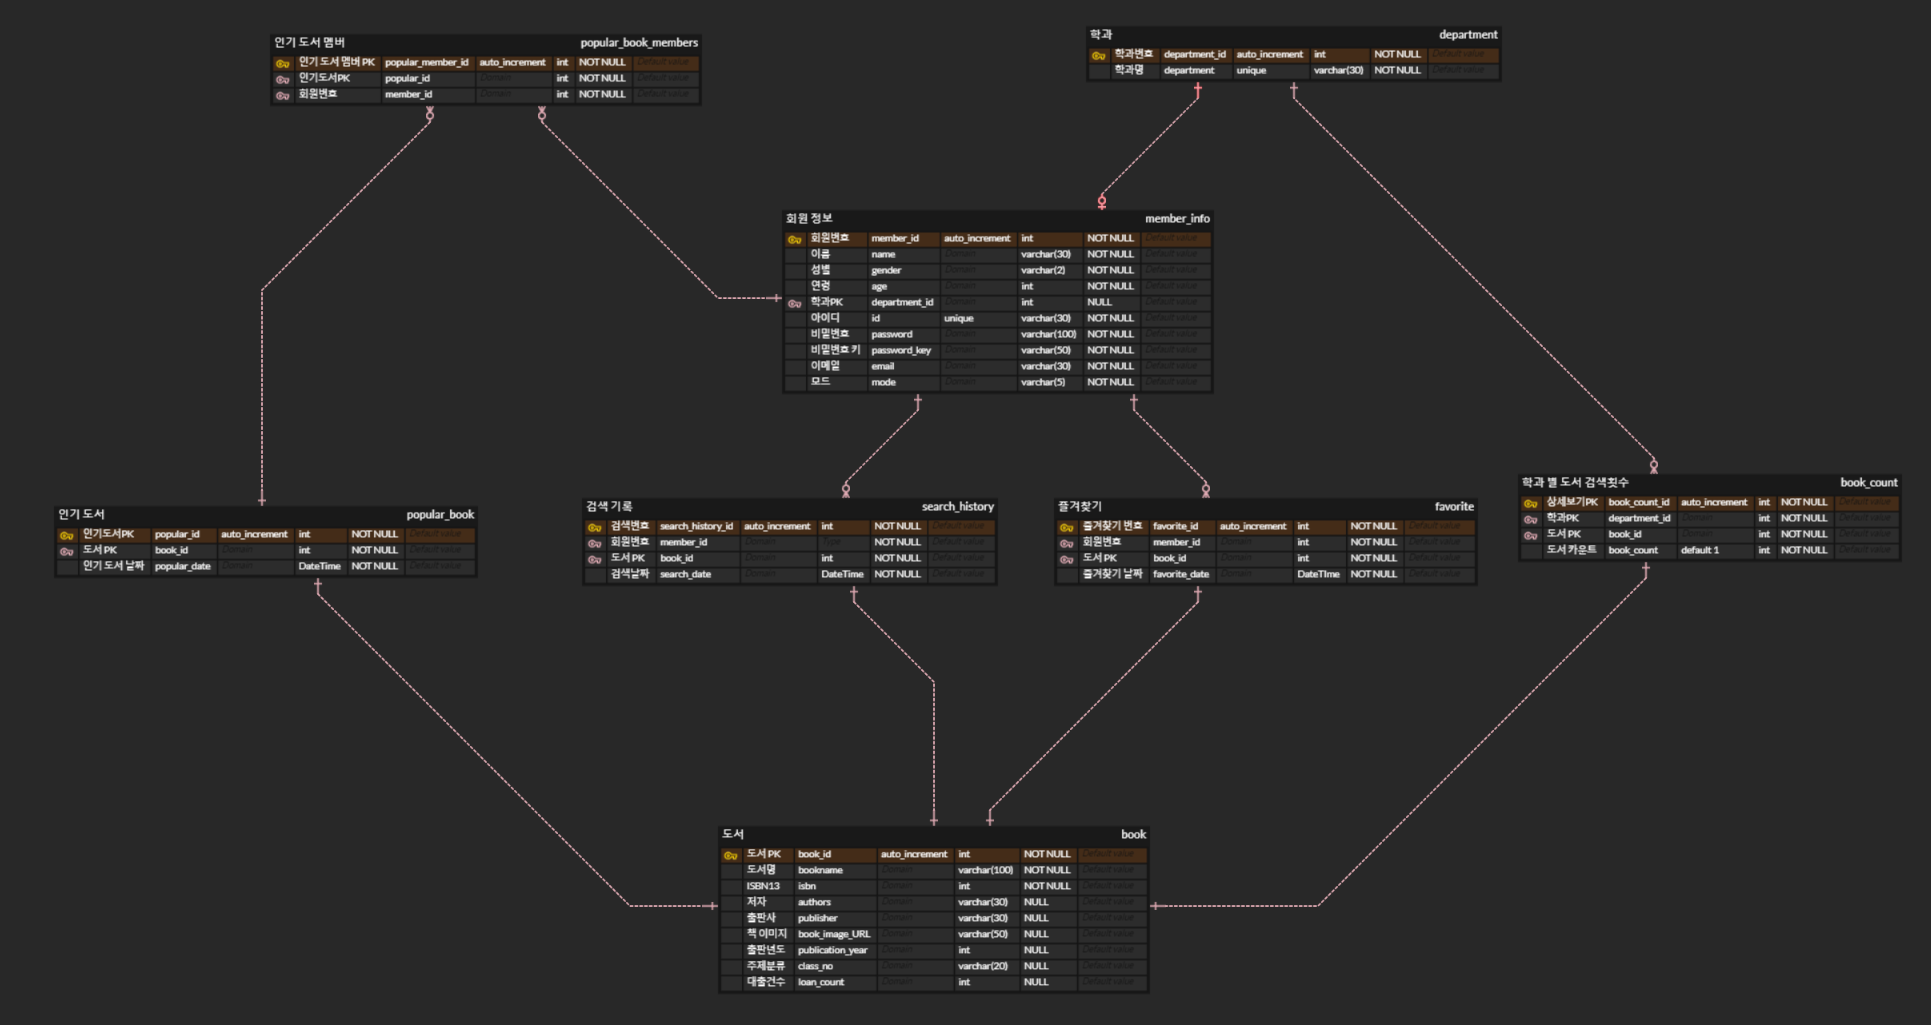 인기 도서 멤버 popular_book_members
인기 도서 멤버 PK popular_member_id auto_increment int NOT NULL Default value
인기도서PK popular_id Domain int NOT NULL Default value
회원번호 member_id Domain int NOT NULL Default value
학과 department
학과번호 department_id auto_increment int NOT NULL Default value
학과명 department unique varchar(30) NOT NULL Default value
회원 정보 member_info
회원번호 member_id auto_increment int NOT NULL Default value
이름 name Domain varchar(30) NOT NULL Default value
성별 gender Domain varchar(2) NOT NULL Default value
연령 age Domain int NOT NULL Default value
학과PK department_id Domain int NULL Default value
아이디 id unique varchar(30) NOT NULL Default value
비밀번호 password Domain varchar(100) NOT NULL Default value
비밀번호 키 password_key Domain varchar(50) NOT NULL Default value
이메일 email Domain varchar(30) NOT NULL Default value
모드 mode Domain varchar(5) NOT NULL Default value
인기 도서 popular_book
인기도서PK popular_id auto_increment int NOT NULL Default value
도서 PK book_id Domain int NOT NULL Default value
인기 도서 날짜 popular_date Domain DateTime NOT NULL Default value
검색 기록 search_history
검색번호 search_history_id auto_increment int NOT NULL Default value
회원번호 member_id Domain Type NOT NULL Default value
도서 PK book_id Domain int NOT NULL Default value
검색날짜 search_date Domain DateTime NOT NULL Default value
즐겨찾기 favorite
즐겨찾기 번호 favorite_id auto_increment int NOT NULL Default value
회원번호 member_id Domain int NOT NULL Default value
도서 PK book_id Domain int NOT NULL Default value
즐겨찾기 날짜 favorite_date Domain DateTIme NOT NULL Default value
학과 별 도서 검색횟수 book_count
상세보기PK book_count_id auto_increment int NOT NULL Default value
학과PK department_id Domain int NOT NULL Default value
도서 PK book_id Domain int NOT NULL Default value
도서 카운트 book_count default 1 int NOT NULL Default value
도서 book
도서 PK book_id auto_increment int NOT NULL Default value
도서명 bookname Domain varchar(100) NOT NULL Default value
ISBN13 isbn Domain int NOT NULL Default value
저자 authors Domain varchar(30) NULL Default value
출판사 publisher Domain varchar(30) NULL Default value
책 이미지 book_image_URL Domain varchar(50) NULL Default value
출판년도 publication_year Domain int NULL Default value
주제분류 class_no Domain varchar(20) NULL Default value
대출건수 loan_count Domain int NULL Default value